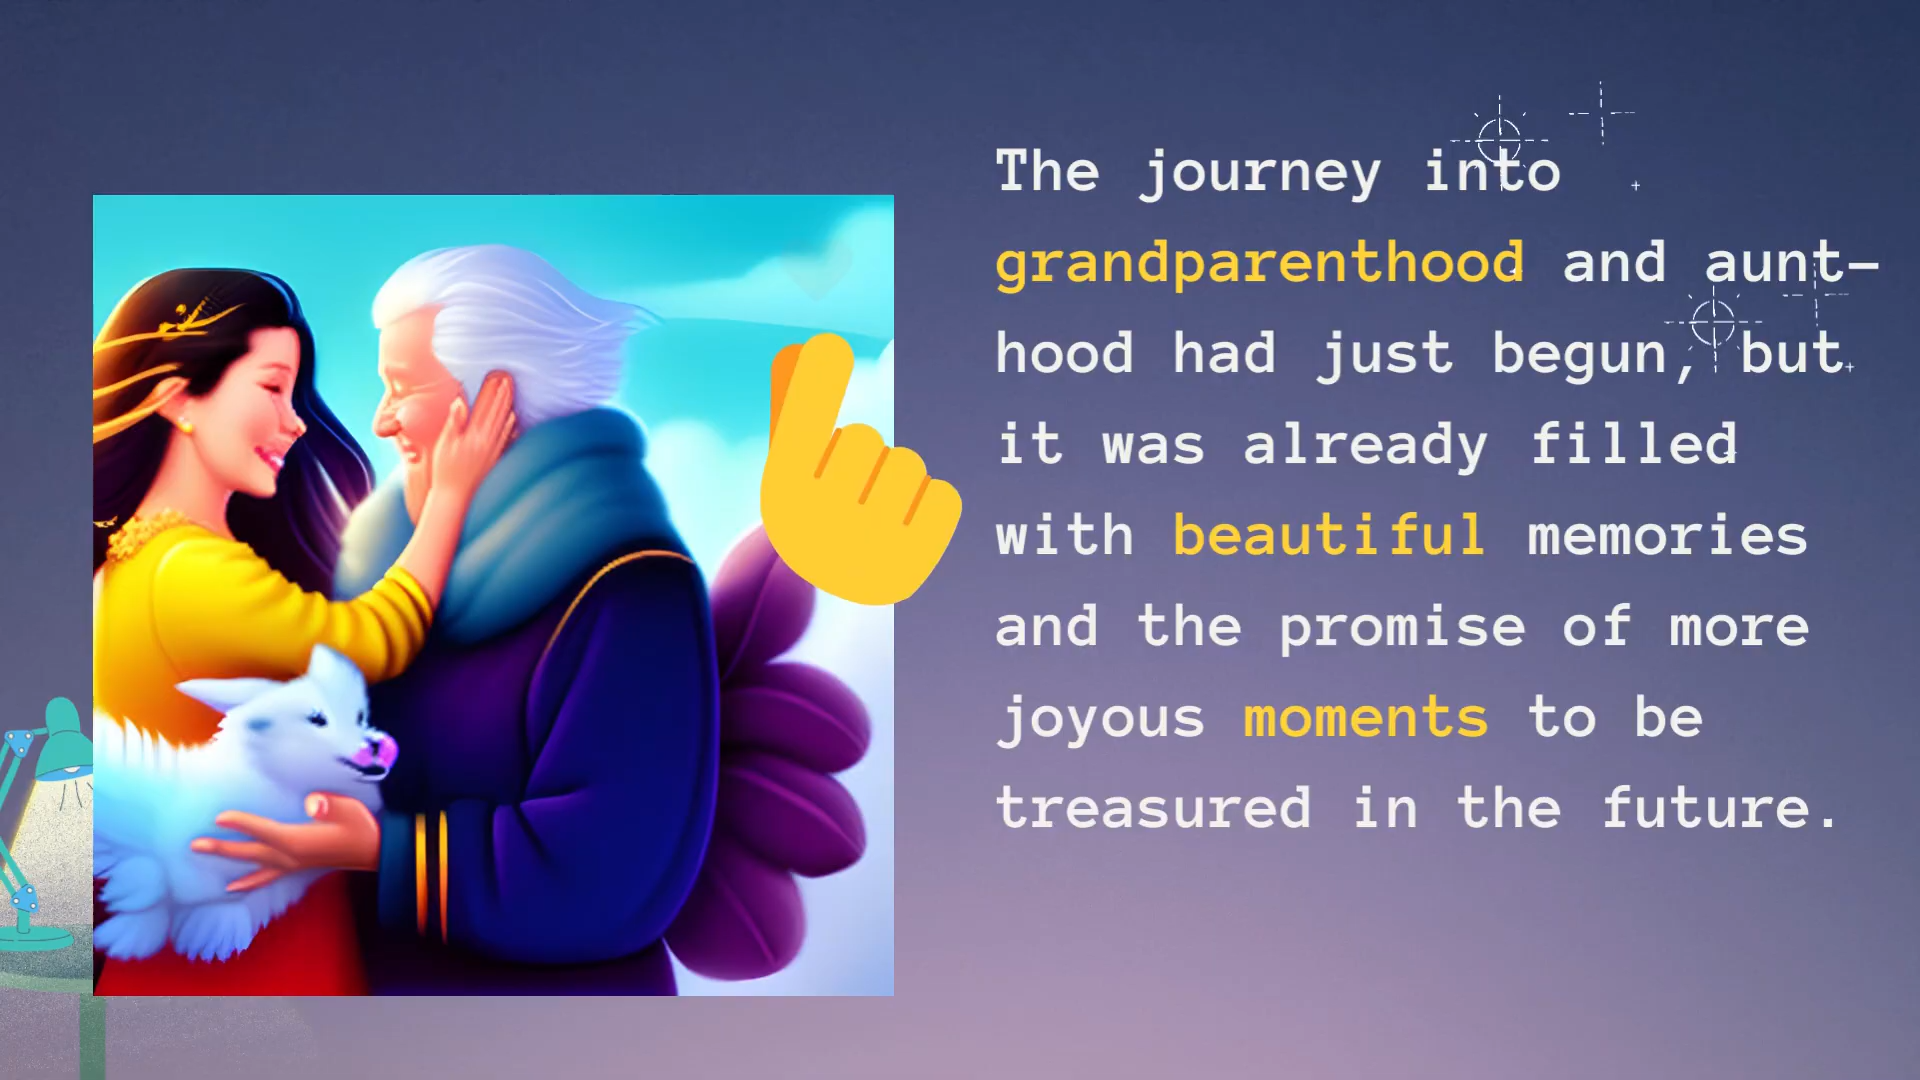 The journey into
grandparenthood and aunt-
hood had just begun, but
it was already filled
with beautiful memories
and the promise of more
joyous moments to be
treasured in the future.